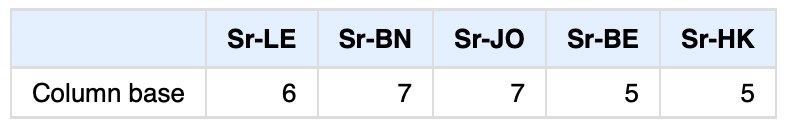 Sr-LE Sr-BN Sr-JO Sr-BE Sr-HK
Column base 6 7 7 5 5